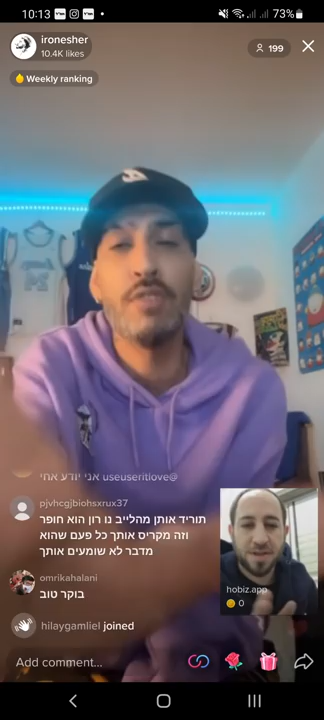 10:13
73%
ironesher
10.4K likes
199
Weekly ranking
@useuseritlove אני יודע אחי
pjvhcgjbiohsxrux37
תוריד אותן מהלייב נו רון הוא חופר
וזה מקריס אותך כל פעם שהוא
מדבר לא שומעים אותך
omrikahalani
בוקר טוב
hilaygamliel joined
hobiz.app
0
Add comment...